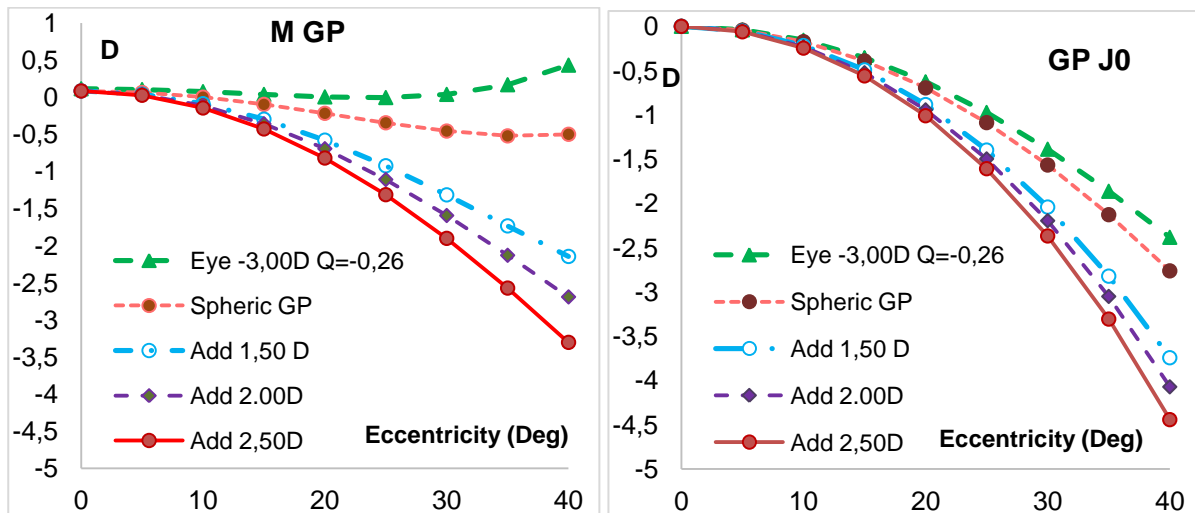 M GP
D
1
0,5
0
-0,5
-1
-1,5
-2
-2,5
-3
-3,5
-4
-4,5
-5
Eye -3,00D Q=-0,26
Spheric GP
Add 1,50 D
Add 2.00D
Add 2,50D
Eccentricity (Deg)
0 10 20 30 40
GP J0
D
0
-0,5
-1
-1,5
-2
-2,5
-3
-3,5
-4
-4,5
-5
Eye -3,00D Q=-0,26
Spheric GP
Add 1,50 D
Add 2.00D
Add 2,50D
Eccentricity (Deg)
0 10 20 30 40